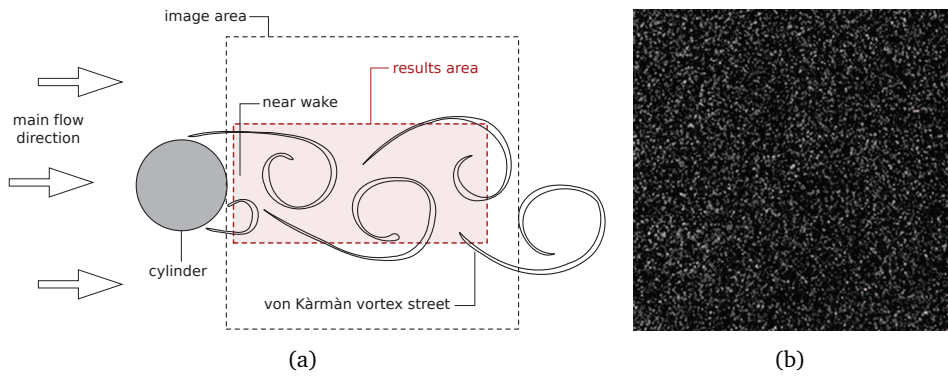 image area
results area
near wake
main flow
direction
cylinder
von Kàrmàn vortex street
(a)
(b)